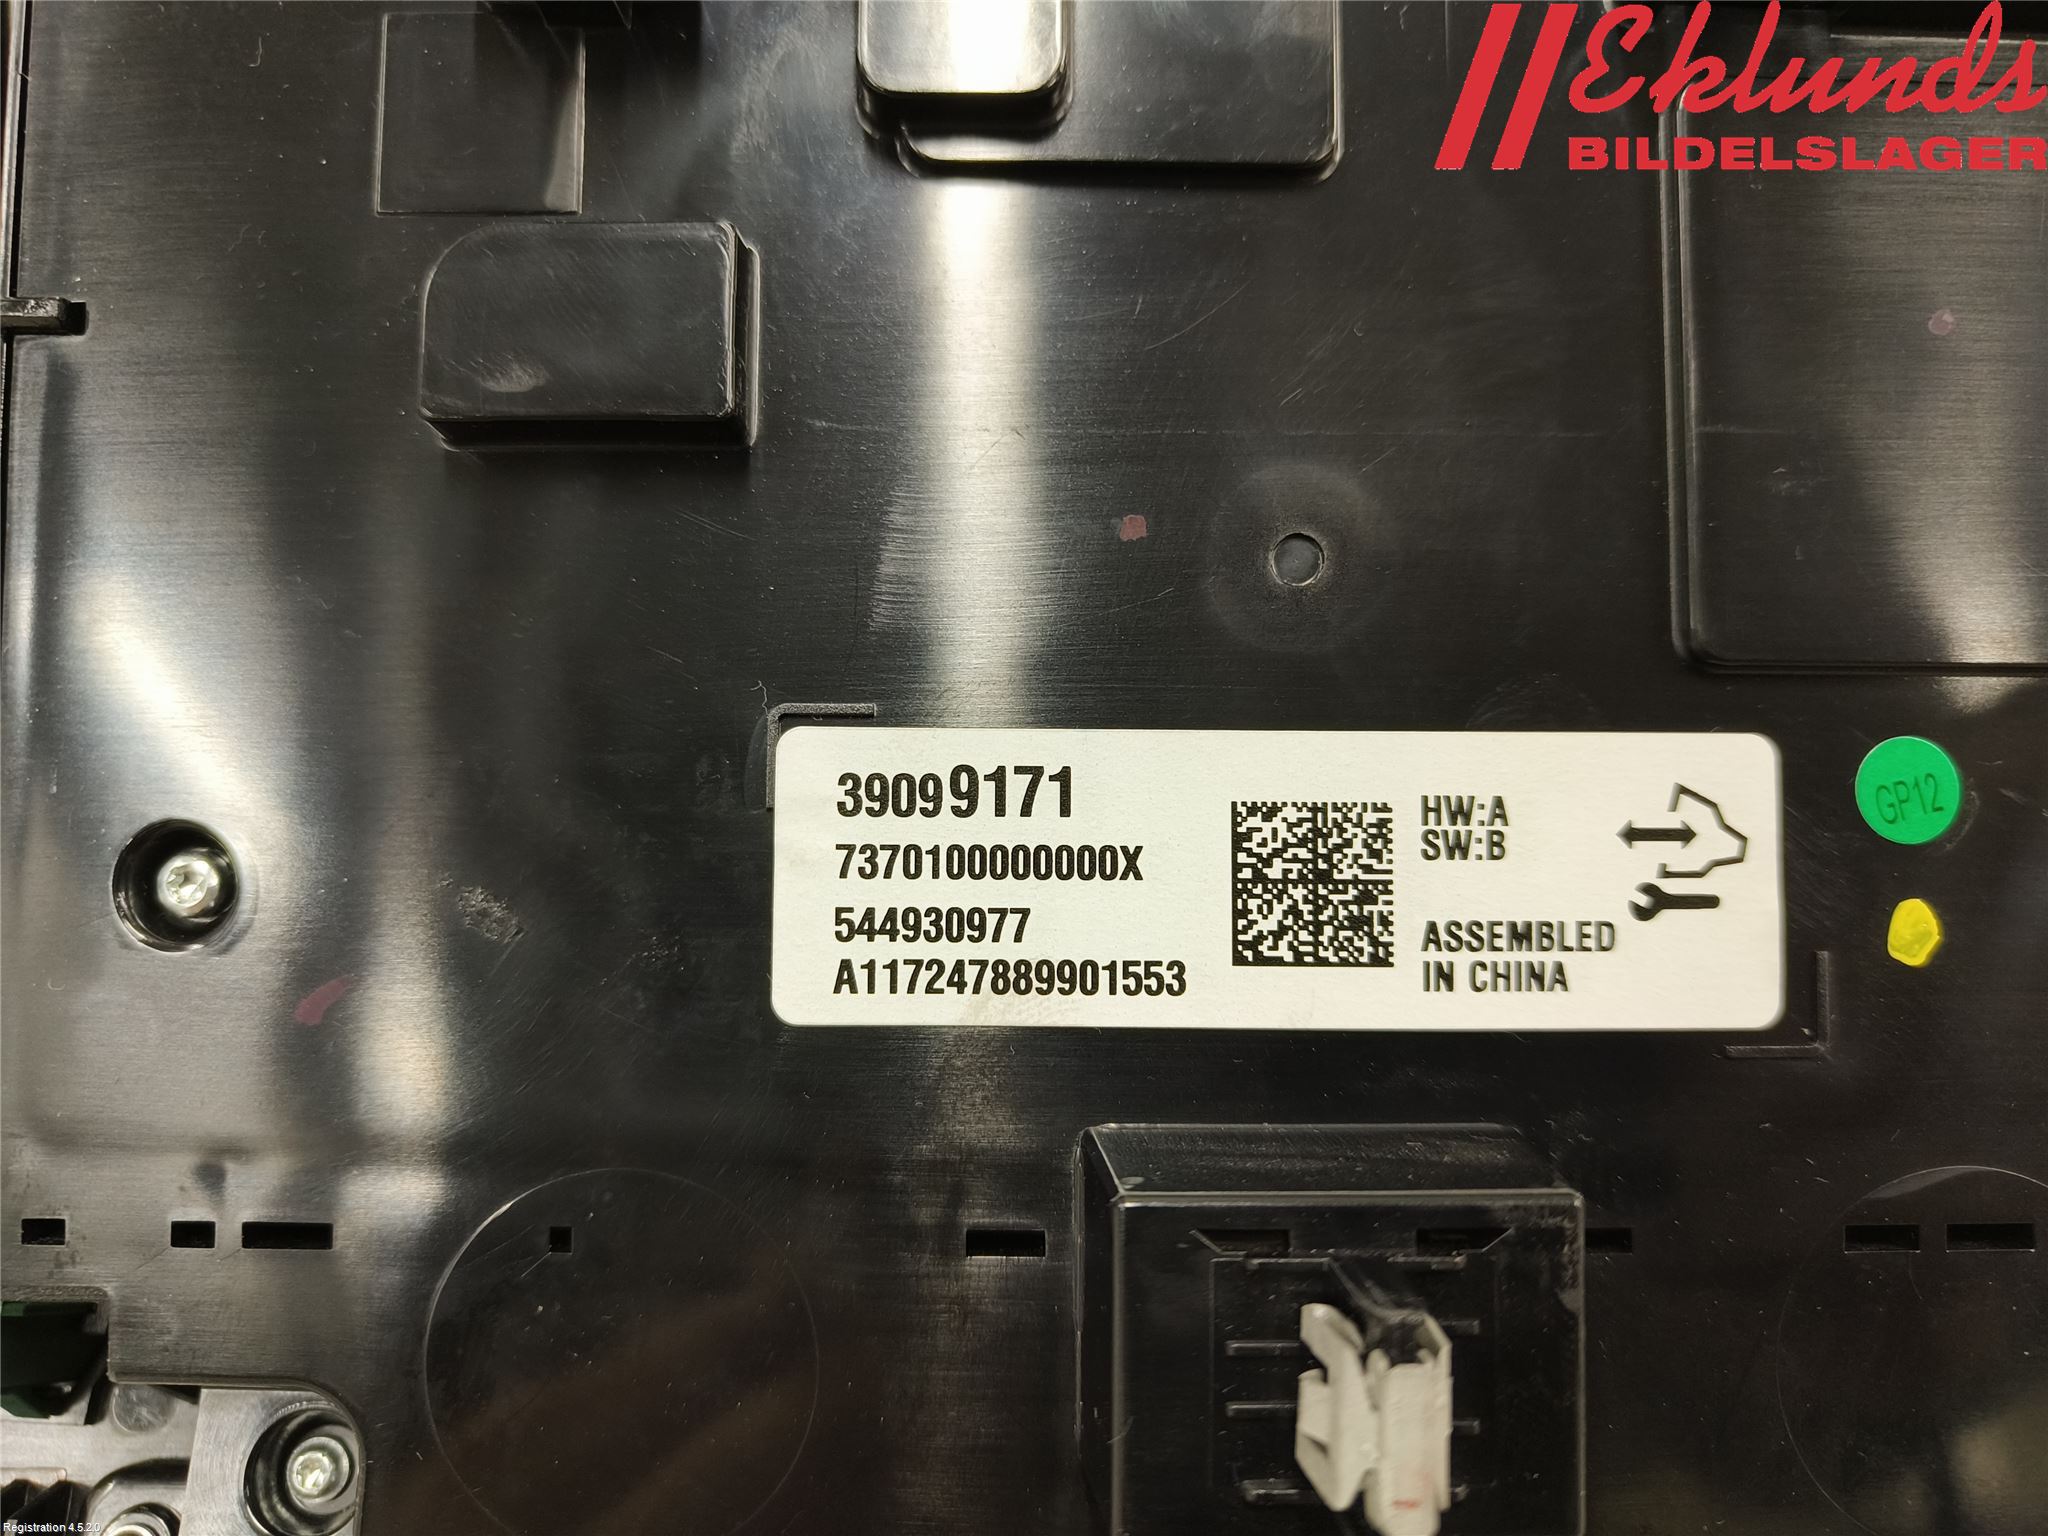 Eklunds
BILDELSLAGER
39099171
7370100000000X
544930977
A117247889901553
HW:A
SW:B
ASSEMBLED
IN CHINA
GP12
Registration 4.5.2.0